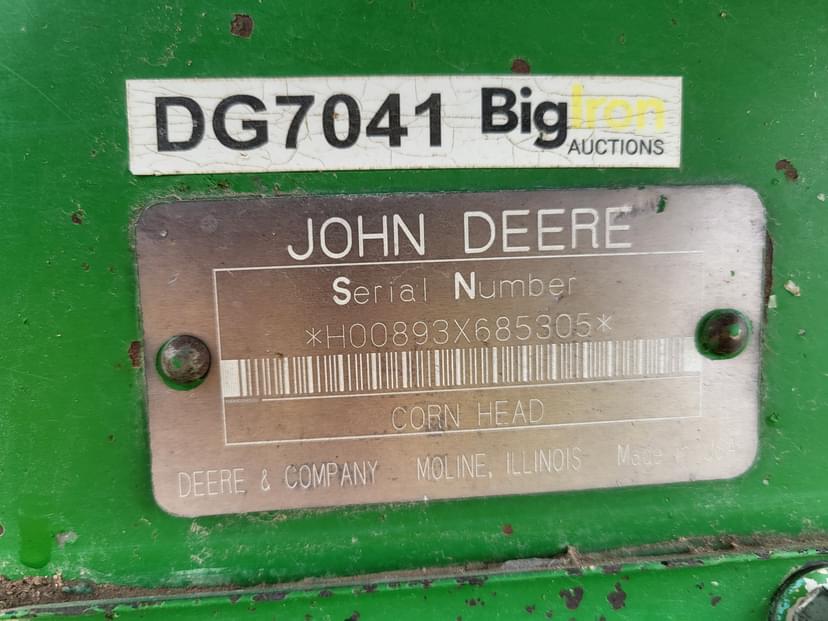 DG7041 BigIron
AUCTIONS
JOHN DEERE
Serial Number
*H00893X685305*
CORN HEAD
DEERE & COMPANY MOLINE, ILLINOIS Made in USA